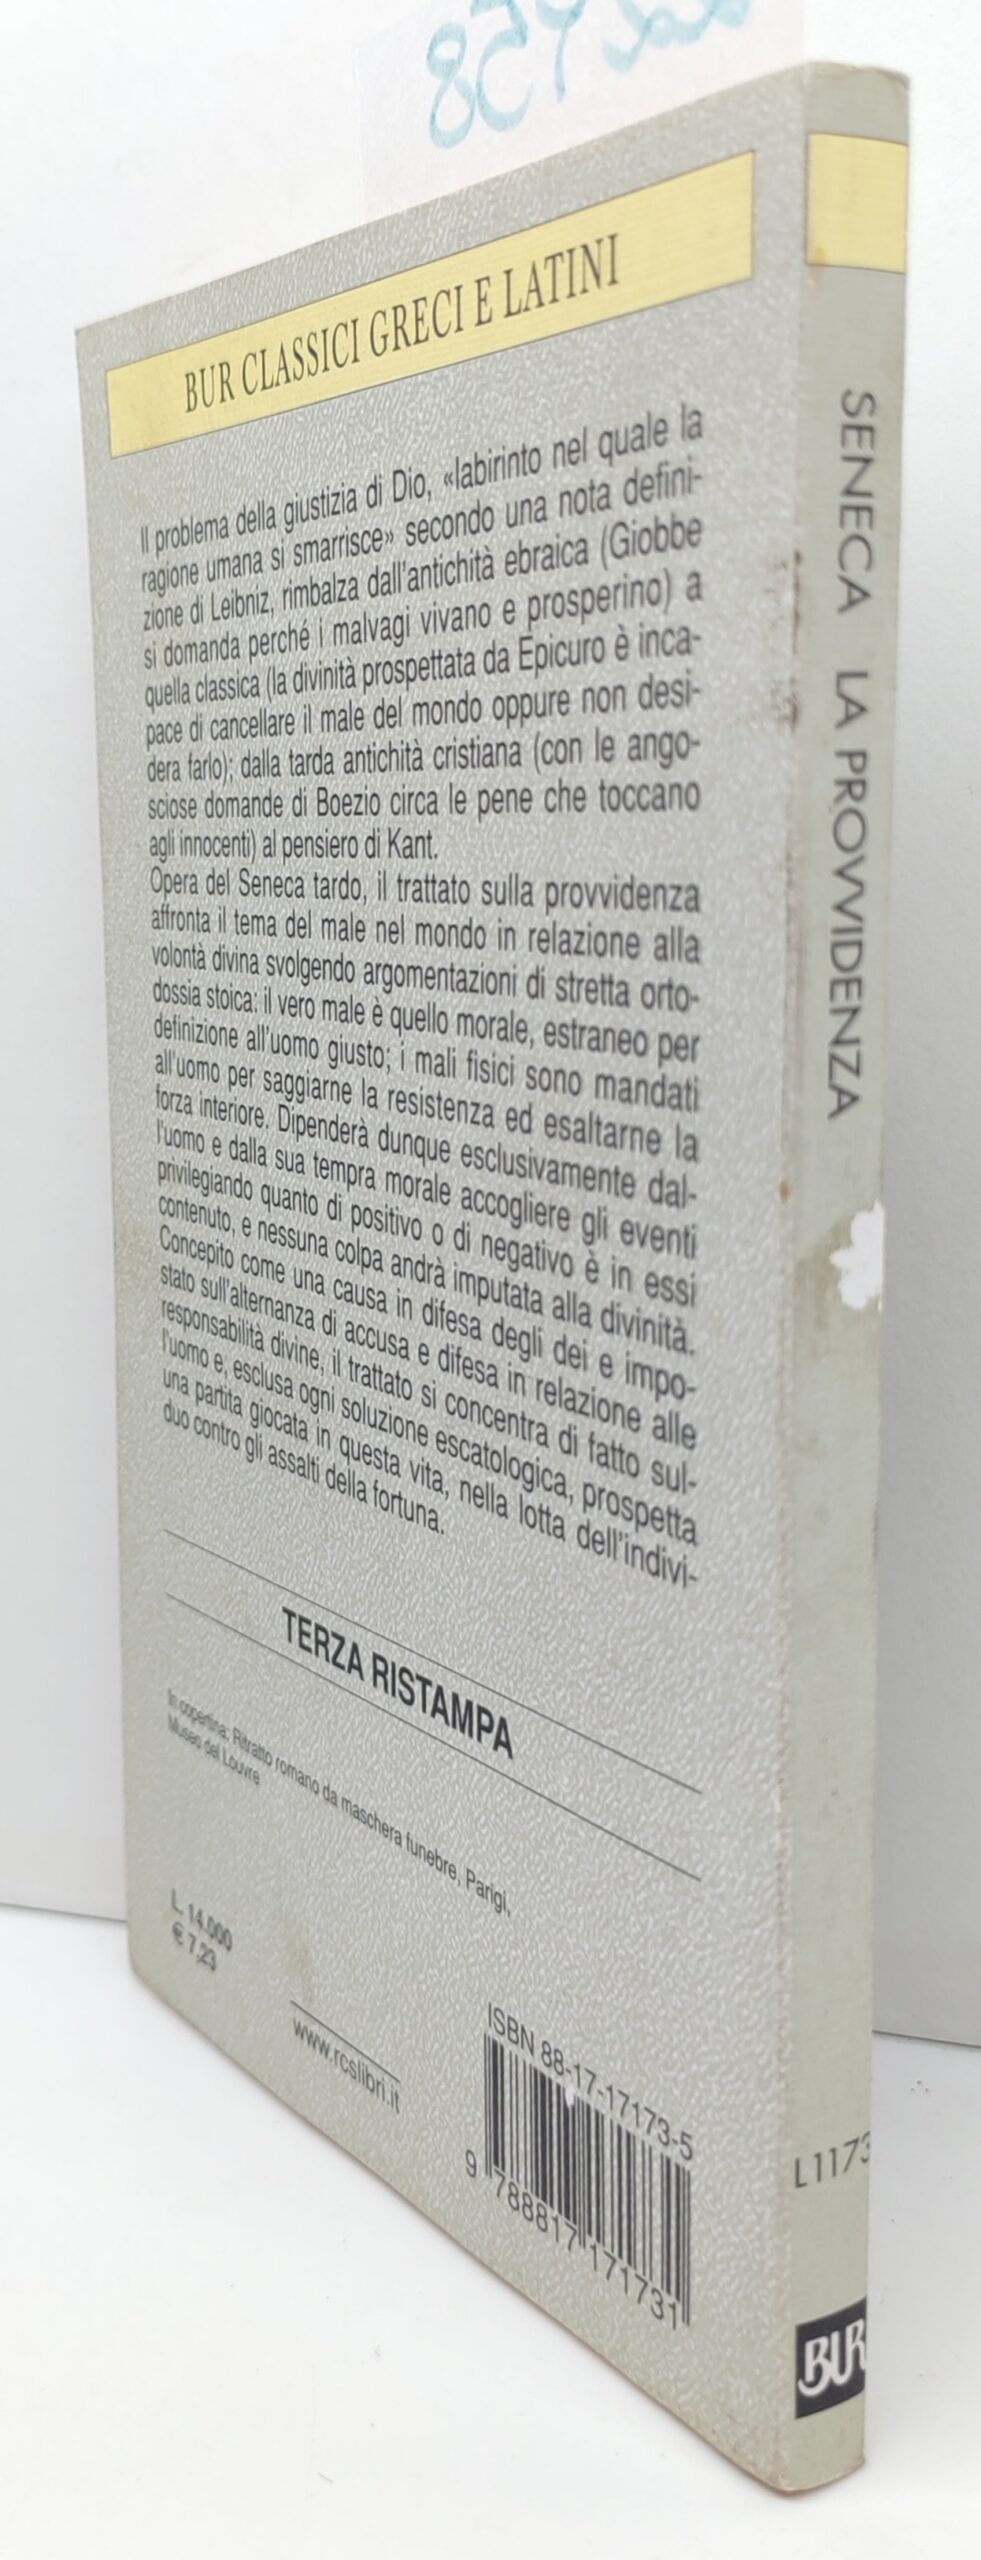 BUR CLASSICI GRECI E LATINI
Il problema della giustizia di Dio, «labirinto nel quale la
ragione umana si smarrisce» secondo una nota defini-
zione di Leibniz, rimbalza dall'antichità ebraica (Giobbe
si domanda perché i malvagi vivano e prosperino) a
quella classica (la divinità prospettata da Epicuro è inca-
pace di cancellare il male del mondo oppure non desi-
dera farlo); dalla tarda antichità cristiana (con le ango-
sciose domande di Boezio circa le pene che toccano
agli innocenti) al pensiero di Kant.
Opera del Seneca tardo, il trattato sulla provvidenza
affronta il tema del male nel mondo in relazione alla
volontà divina svolgendo argomentazioni di stretta orto-
dossia stoica: il vero male è quello morale, estraneo per
definizione all'uomo giusto; i mali fisici sono mandati
all'uomo per saggiarne la resistenza ed esaltarne la
forza interiore. Dipenderà dunque esclusivamente dal-
l'uomo e dalla sua tempra morale accogliere gli eventi
privilegiando quanto di positivo o di negativo è in essi
contenuto, e nessuna colpa andrà imputata alla divinità.
Concepito come una causa in difesa degli dei e impo-
stato sull'alternanza di accusa e difesa in relazione alle
responsabilità divine, il trattato si concentra di fatto sul-
l'uomo e, esclusa ogni soluzione escatologica, prospetta
una partita giocata in questa vita, nella lotta dell'indivi-
duo contro gli assalti della fortuna.
TERZA RISTAMPA
In copertina: Ritratto romano da maschera funebre, Parigi,
Museo del Louvre
L. 14.000
€ 7,23
www.rcslibri.it
ISBN 88-17-17173-5
9 788817 171731
SENECA LA PROVVIDENZA
L1173
BUR